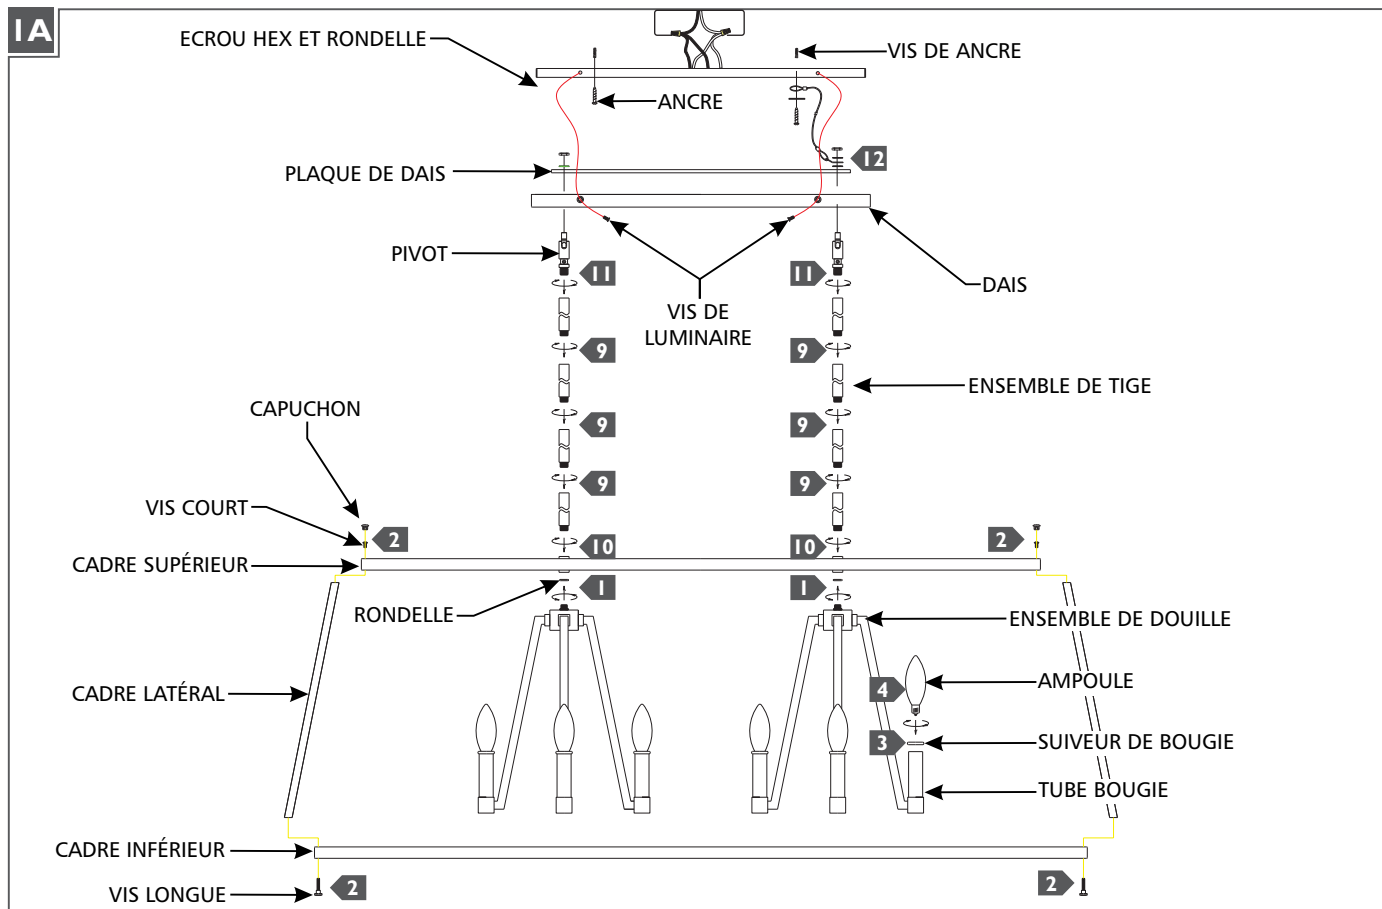 1A
ECROU HEX ET RONDELLE
VIS DE ANCRE
ANCRE
12
PLAQUE DE DAIS
PIVOT
11
11
DAIS
VIS DE
LUMINAIRE
9
9
ENSEMBLE DE TIGE
CAPUCHON
9
9
9
9
VIS COURT
2
10
10
2
CADRE SUPÉRIEUR
RONDELLE
1
1
ENSEMBLE DE DOUILLE
CADRE LATÉRAL
4
AMPOULE
3
SUIVEUR DE BOUGIE
TUBE BOUGIE
CADRE INFÉRIEUR
VIS LONGUE
2
2